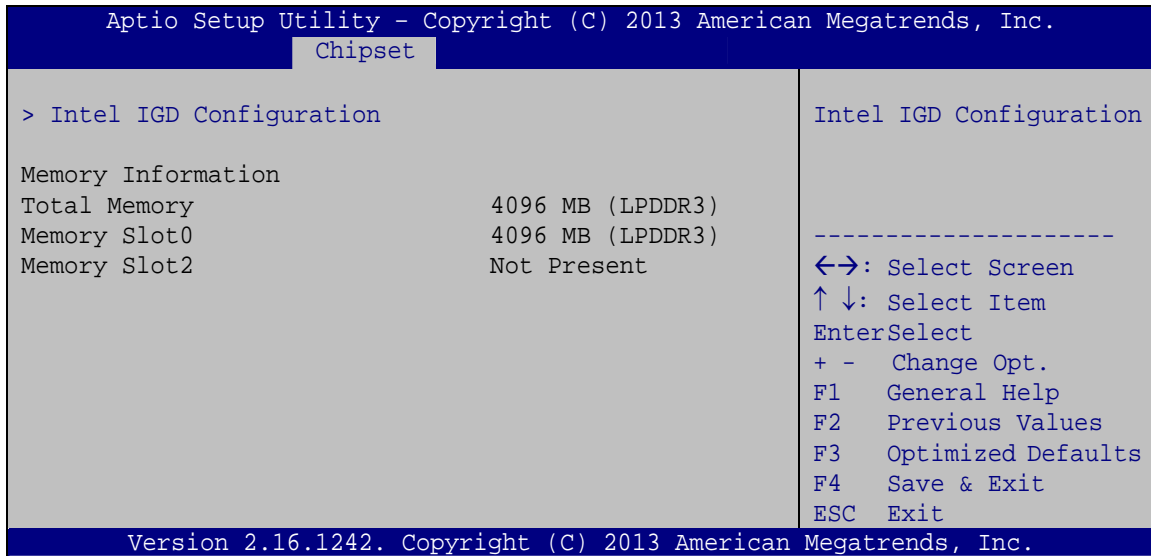 Aptio Setup Utility – Copyright (C) 2013 American Megatrends, Inc.
Chipset
> Intel IGD Configuration
Memory Information
Total Memory 4096 MB (LPDDR3)
Memory Slot0 4096 MB (LPDDR3)
Memory Slot2 Not Present
Intel IGD Configuration
---------------------
←→: Select Screen
↑ ↓: Select Item
EnterSelect
+ - Change Opt.
F1 General Help
F2 Previous Values
F3 Optimized Defaults
F4 Save & Exit
ESC Exit
Version 2.16.1242. Copyright (C) 2013 American Megatrends, Inc.